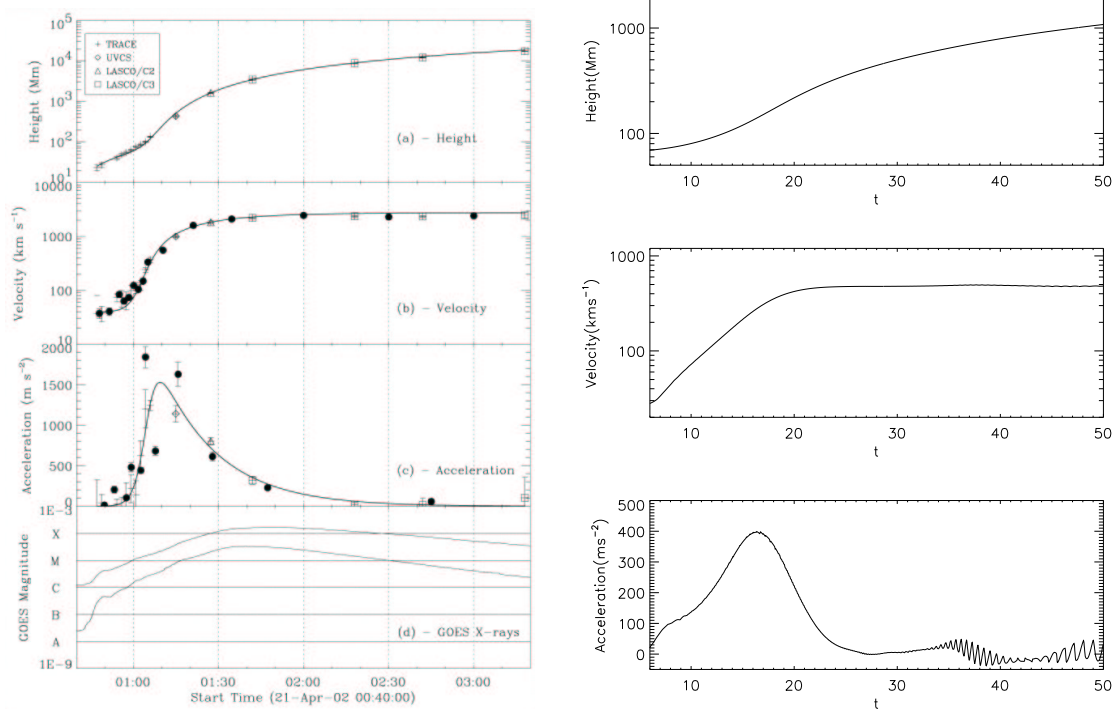 10^5
10^4
10^3
10^2
10^1
Height (Mm)
+ TRACE
◇ UVCS
△ LASCO/C2
□ LASCO/C3
(a) - Height
10000
1000
100
10
Velocity (km s^-1)
(b) - Velocity
2000
1500
1000
500
0
Acceleration (m s^-2)
(c) - Acceleration
1E-3
X
M
C
B
A
1E-9
GOES Magnitude
(d) - GOES X-rays
01:00 01:30 02:00 02:30 03:00
Start Time (21-Apr-02 00:40:00)
1000
100
Height(Mm)
10 20 30 40 50
t
1000
100
Velocity(kms^-1)
10 20 30 40 50
t
500
400
300
200
100
0
Acceleration(ms^-2)
10 20 30 40 50
t